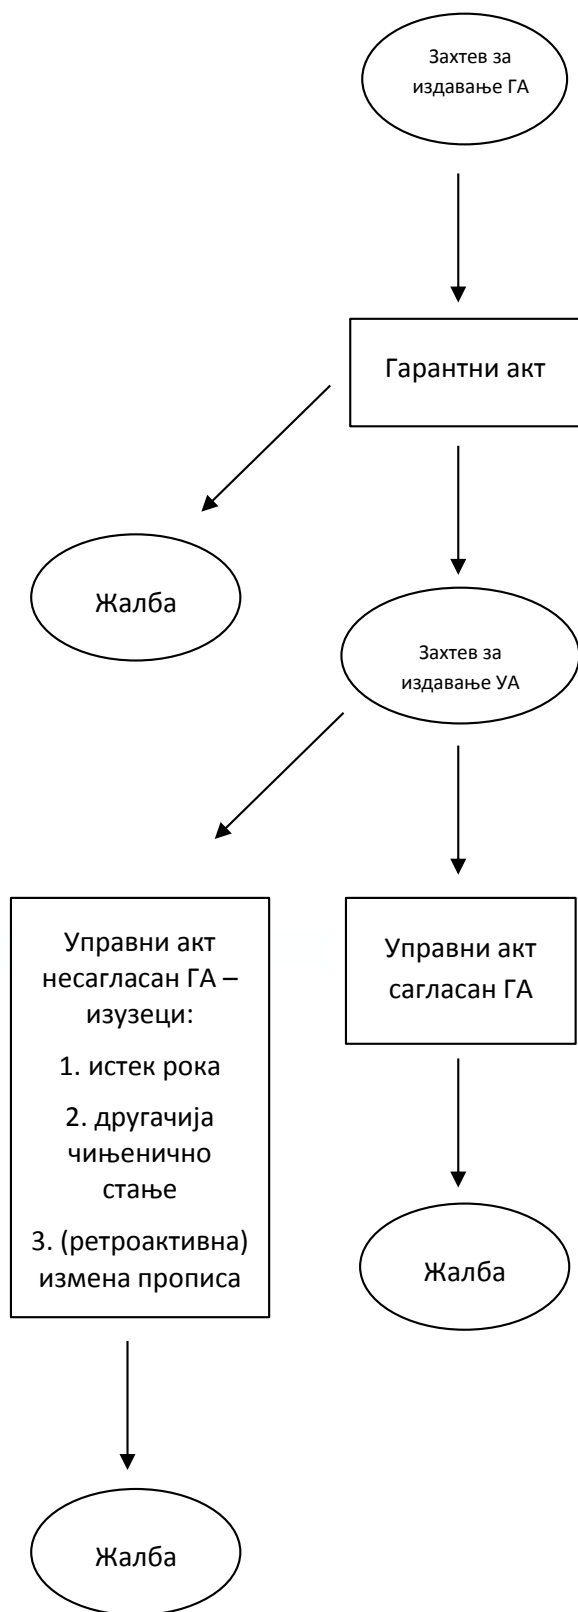 Захтев за
издавање ГА
Гарантни акт
Жалба
Захтев за
издавање УА
Управни акт
несагласан ГА –
изузеци:
1. истек рока
2. другачија
чињенично
стање
3. (ретроактивна)
измена прописа
Управни акт
сагласан ГА
Жалба
Жалба